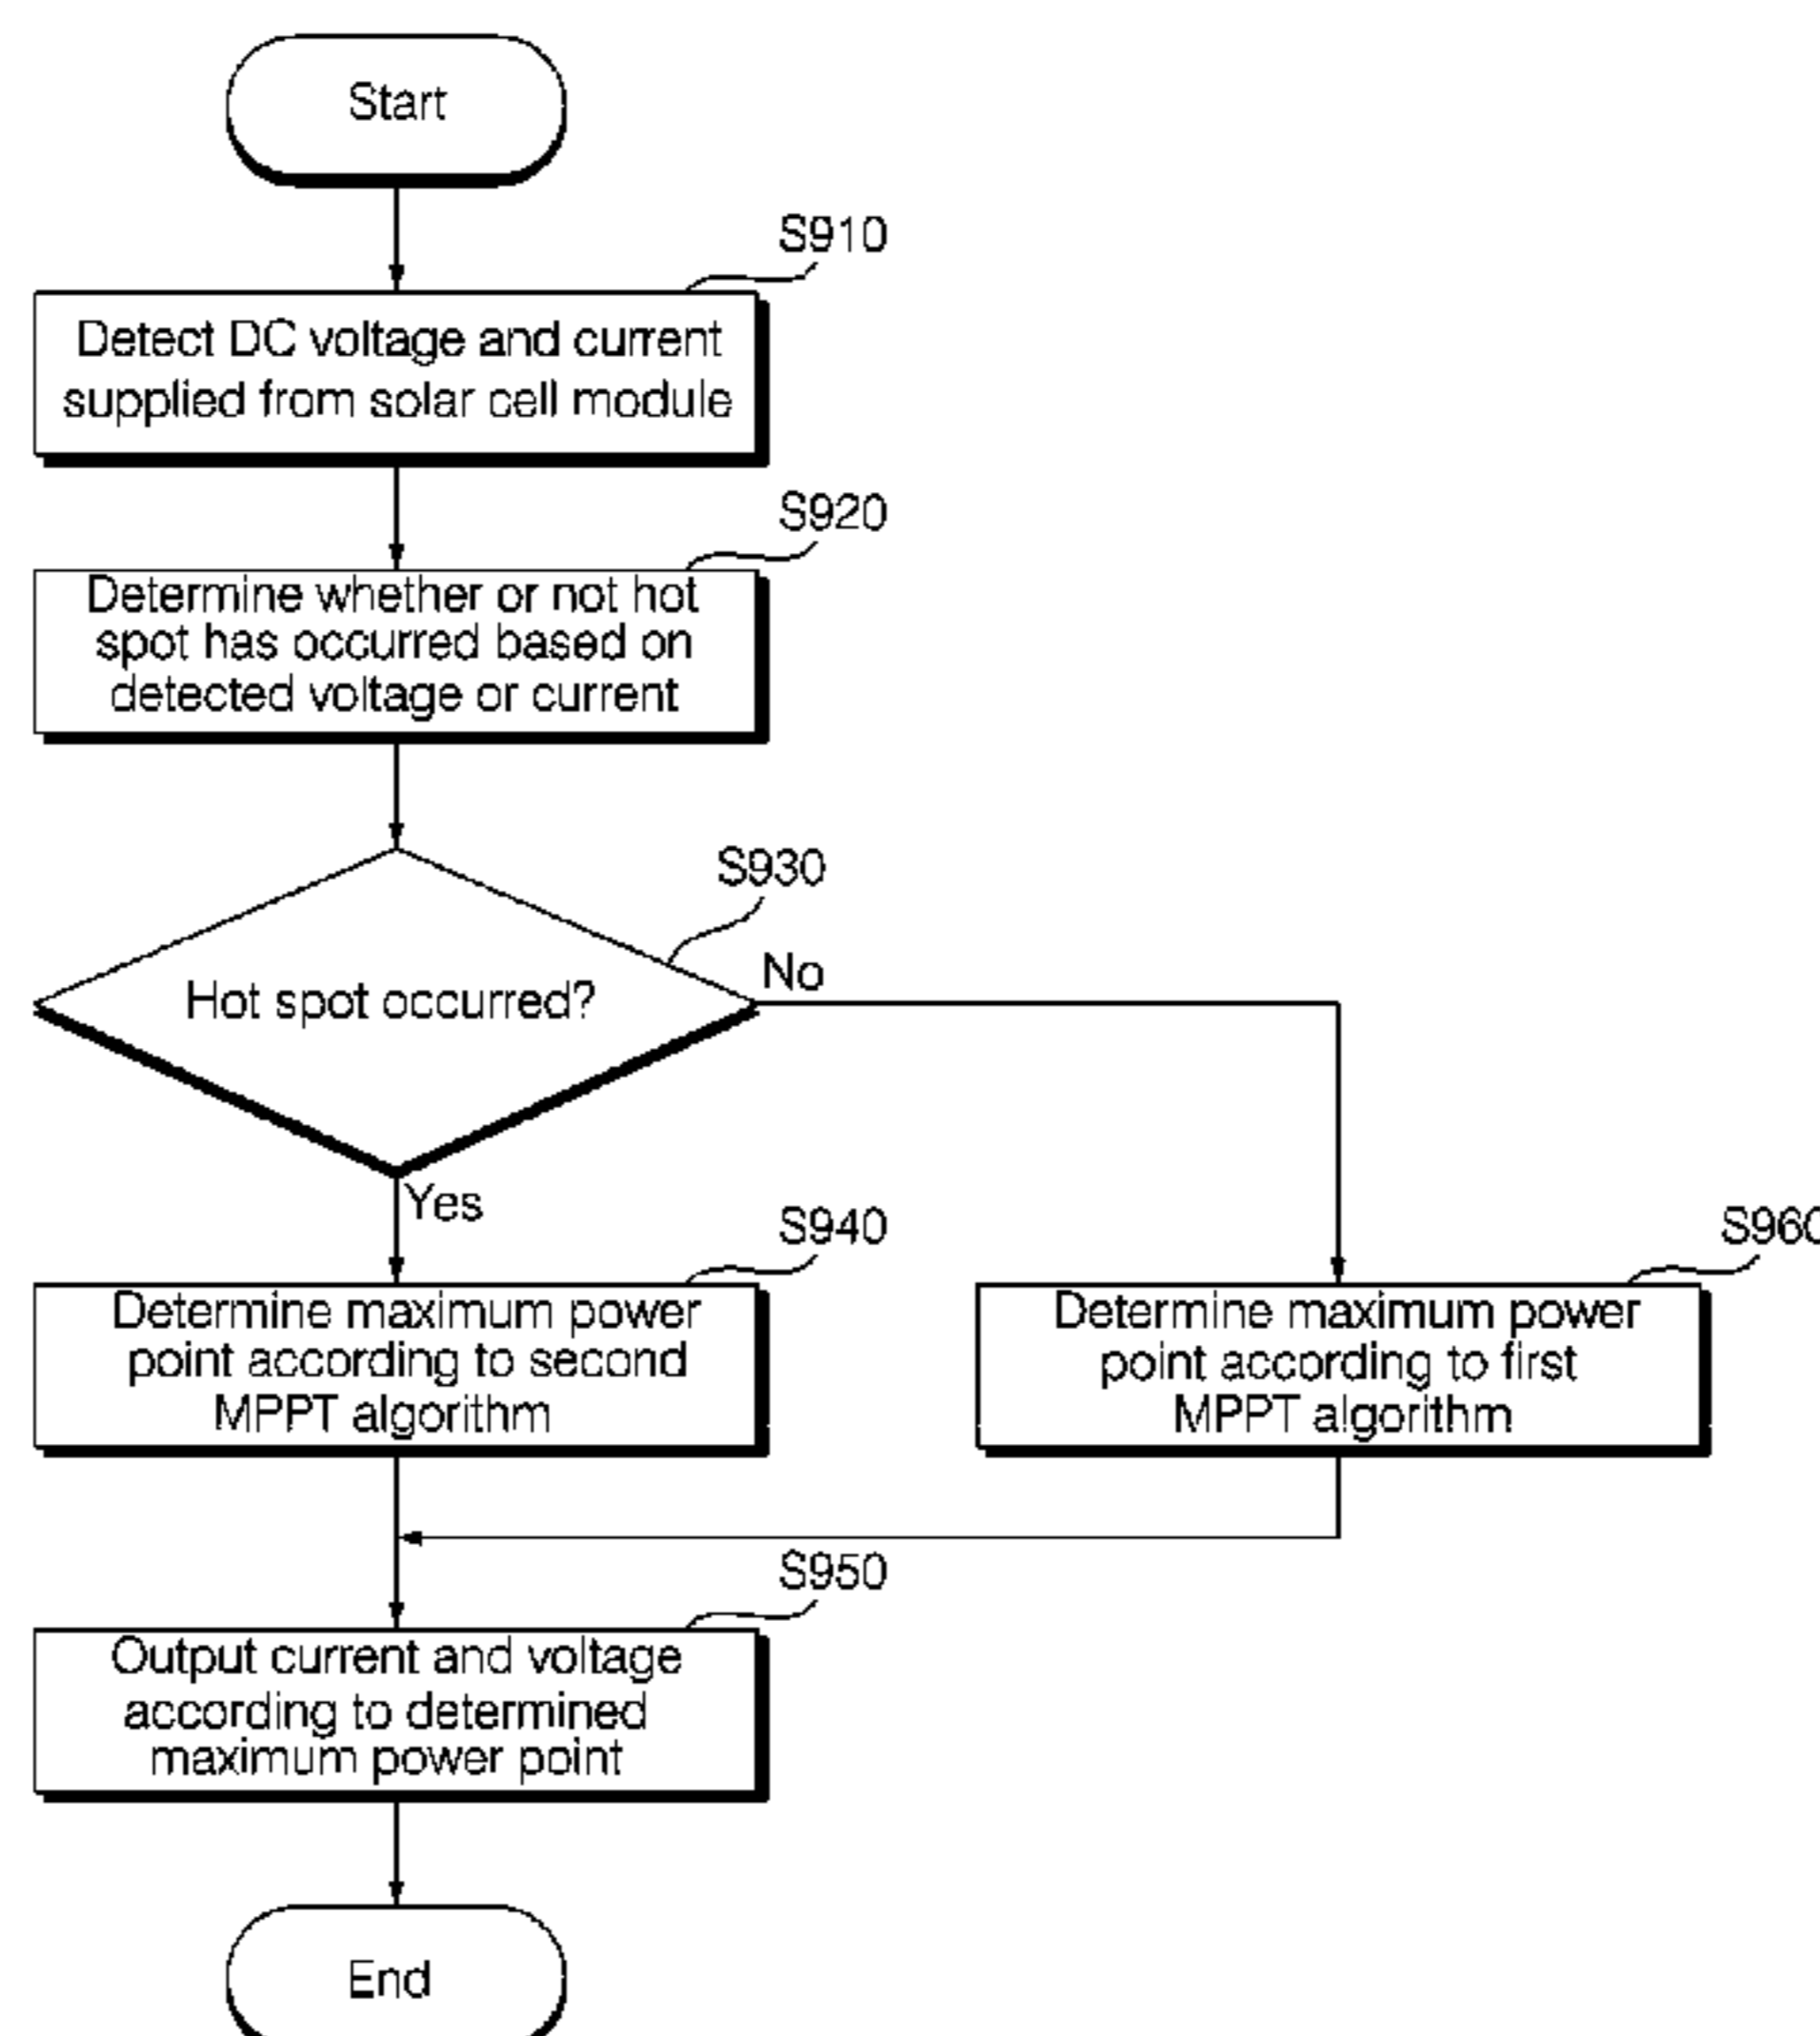 Start
S910
Detect DC voltage and current
supplied from solar cell module
S920
Determine whether or not hot
spot has occurred based on
detected voltage or current
S930
Hot spot occurred?
No
Yes
S940
Determine maximum power
point according to second
MPPT algorithm
S960
Determine maximum power
point according to first
MPPT algorithm
S950
Output current and voltage
according to determined
maximum power point
End